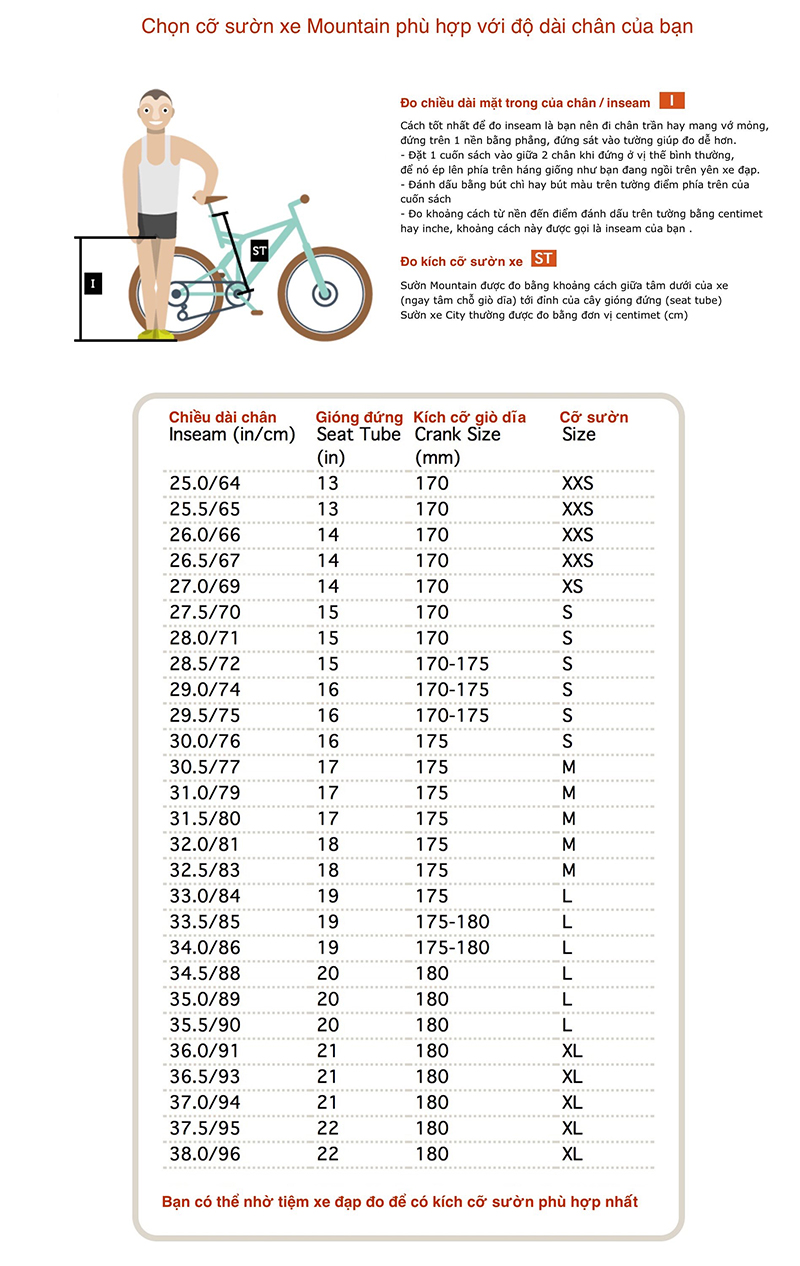 Chọn cỡ sườn xe Mountain phù hợp với độ dài chân của bạn
Đo chiều dài mặt trong của chân / inseam I
Cách tốt nhất để đo inseam là bạn nên đi chân trần hay mang vớ mỏng,
đứng trên 1 nền bằng phẳng, đứng sát vào tường giúp đo dễ hơn.
- Đặt 1 cuốn sách vào giữa 2 chân khi đứng ở vị thế bình thường,
để nó ép lên phía trên háng giống như bạn đang ngồi trên yên xe đạp.
- Đánh dấu bằng bút chì hay bút màu trên tường điểm phía trên của
cuốn sách
- Đo khoảng cách từ nền đến điểm đánh dấu trên tường bằng centimet
hay inche, khoảng cách này được gọi là inseam của bạn .
Đo kích cỡ sườn xe ST
Sườn Mountain được đo bằng khoảng cách giữa tâm dưới của xe
(ngay tâm chỗ giò dĩa) tới đỉnh của cây gióng đứng (seat tube)
Sườn xe City thường được đo bằng đơn vị centimet (cm)
ST
I
Chiều dài chân Gióng đứng Kích cỡ giò dĩa Cỡ sườn
Inseam (in/cm) Seat Tube Crank Size Size
(in) (mm)
25.0/64 13 170 XXS
25.5/65 13 170 XXS
26.0/66 14 170 XXS
26.5/67 14 170 XXS
27.0/69 14 170 XS
27.5/70 15 170 S
28.0/71 15 170 S
28.5/72 15 170-175 S
29.0/74 16 170-175 S
29.5/75 16 170-175 S
30.0/76 16 175 S
30.5/77 17 175 M
31.0/79 17 175 M
31.5/80 17 175 M
32.0/81 18 175 M
32.5/83 18 175 M
33.0/84 19 175 L
33.5/85 19 175-180 L
34.0/86 19 175-180 L
34.5/88 20 180 L
35.0/89 20 180 L
35.5/90 20 180 L
36.0/91 21 180 XL
36.5/93 21 180 XL
37.0/94 21 180 XL
37.5/95 22 180 XL
38.0/96 22 180 XL
Bạn có thể nhờ tiệm xe đạp đo để có kích cỡ sườn phù hợp nhất